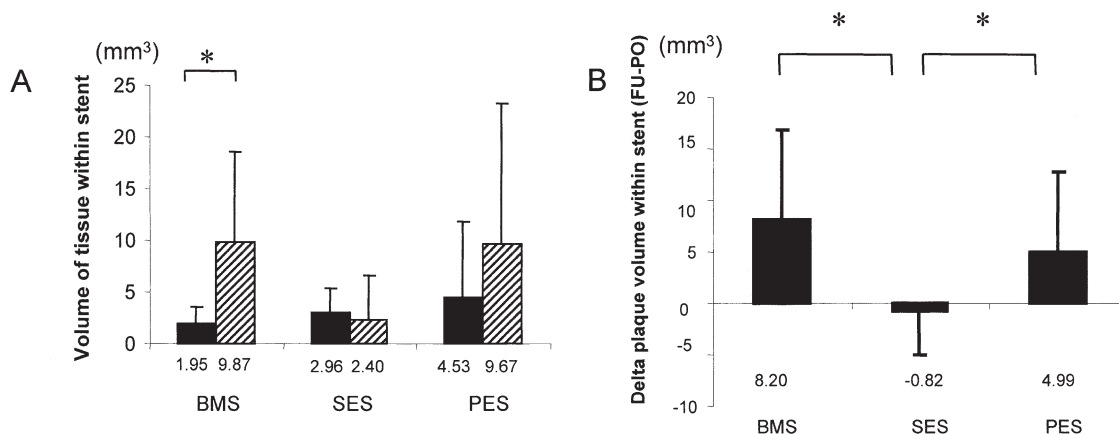 A
(mm³)
*
Volume of tissue within stent
25
20
15
10
5
0
1.95 9.87 2.96 2.40 4.53 9.67
BMS SES PES
B
(mm³)
* *
Delta plaque volume within stent (FU-PO)
20
15
10
5
0
-5
-10
8.20 -0.82 4.99
BMS SES PES